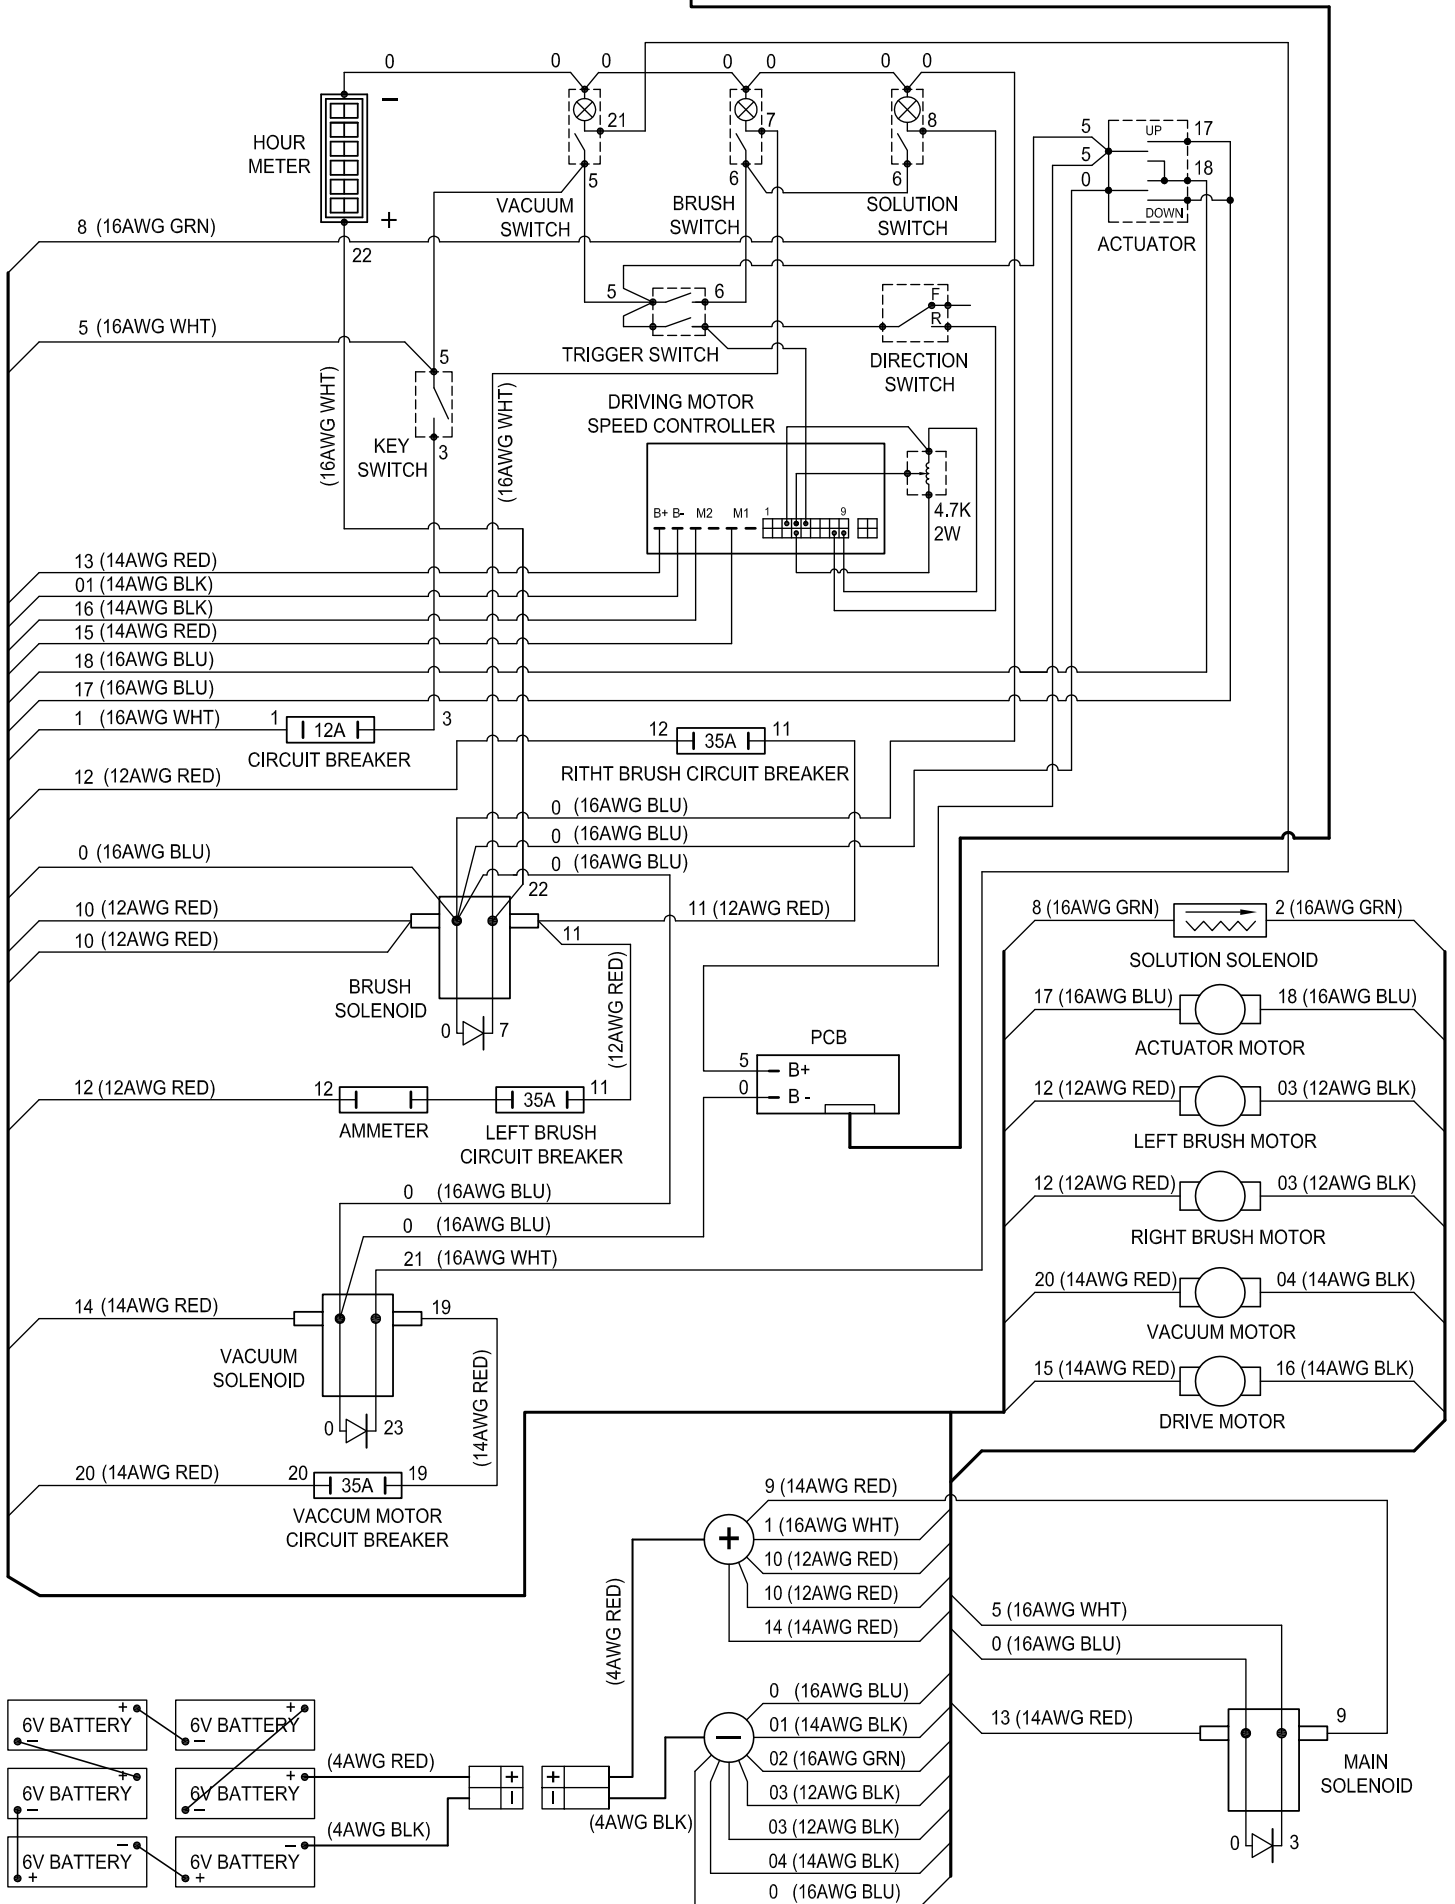 0
0
0
0
0
0
0
−
HOUR
METER
21
7
8
5
UP
17
5
18
0
DOWN
ACTUATOR
5
6
6
VACUUM
SWITCH
BRUSH
SWITCH
SOLUTION
SWITCH
+
8 (16AWG GRN)
22
5
6
F
R
TRIGGER SWITCH
DIRECTION
SWITCH
5 (16AWG WHT)
5
(16AWG WHT)
(16AWG WHT)
KEY
SWITCH
3
DRIVING MOTOR
SPEED CONTROLLER
B+ B- M2 M1 1 9
4.7K
2W
13 (14AWG RED)
01 (14AWG BLK)
16 (14AWG BLK)
15 (14AWG RED)
18 (16AWG BLU)
17 (16AWG BLU)
1 (16AWG WHT)
1
12A
3
CIRCUIT BREAKER
12
35A
11
RITHT BRUSH CIRCUIT BREAKER
12 (12AWG RED)
0 (16AWG BLU)
0 (16AWG BLU)
0 (16AWG BLU)
0 (16AWG BLU)
22
10 (12AWG RED)
10 (12AWG RED)
11 (12AWG RED)
11
BRUSH
SOLENOID
0
7
(12AWG RED)
8 (16AWG GRN)
2 (16AWG GRN)
SOLUTION SOLENOID
17 (16AWG BLU)
18 (16AWG BLU)
ACTUATOR MOTOR
PCB
5
B+
0
B -
12 (12AWG RED)
12
35A
11
AMMETER
LEFT BRUSH
CIRCUIT BREAKER
12 (12AWG RED)
03 (12AWG BLK)
LEFT BRUSH MOTOR
12 (12AWG RED)
03 (12AWG BLK)
RIGHT BRUSH MOTOR
0 (16AWG BLU)
0 (16AWG BLU)
21 (16AWG WHT)
20 (14AWG RED)
04 (14AWG BLK)
VACUUM MOTOR
14 (14AWG RED)
19
VACUUM
SOLENOID
0
23
(14AWG RED)
15 (14AWG RED)
16 (14AWG BLK)
DRIVE MOTOR
20 (14AWG RED)
20
35A
19
VACCUM MOTOR
CIRCUIT BREAKER
9 (14AWG RED)
1 (16AWG WHT)
+
10 (12AWG RED)
10 (12AWG RED)
14 (14AWG RED)
(4AWG RED)
5 (16AWG WHT)
0 (16AWG BLU)
13 (14AWG RED)
9
MAIN
SOLENOID
0
3
0 (16AWG BLU)
01 (14AWG BLK)
−
02 (16AWG GRN)
03 (12AWG BLK)
03 (12AWG BLK)
04 (14AWG BLK)
0 (16AWG BLU)
+
6V BATTERY
−
+
6V BATTERY
−
+
6V BATTERY
−
+
6V BATTERY
−
−
6V BATTERY
+
−
6V BATTERY
+
(4AWG RED)
(4AWG BLK)
+
−
+
−
(4AWG BLK)